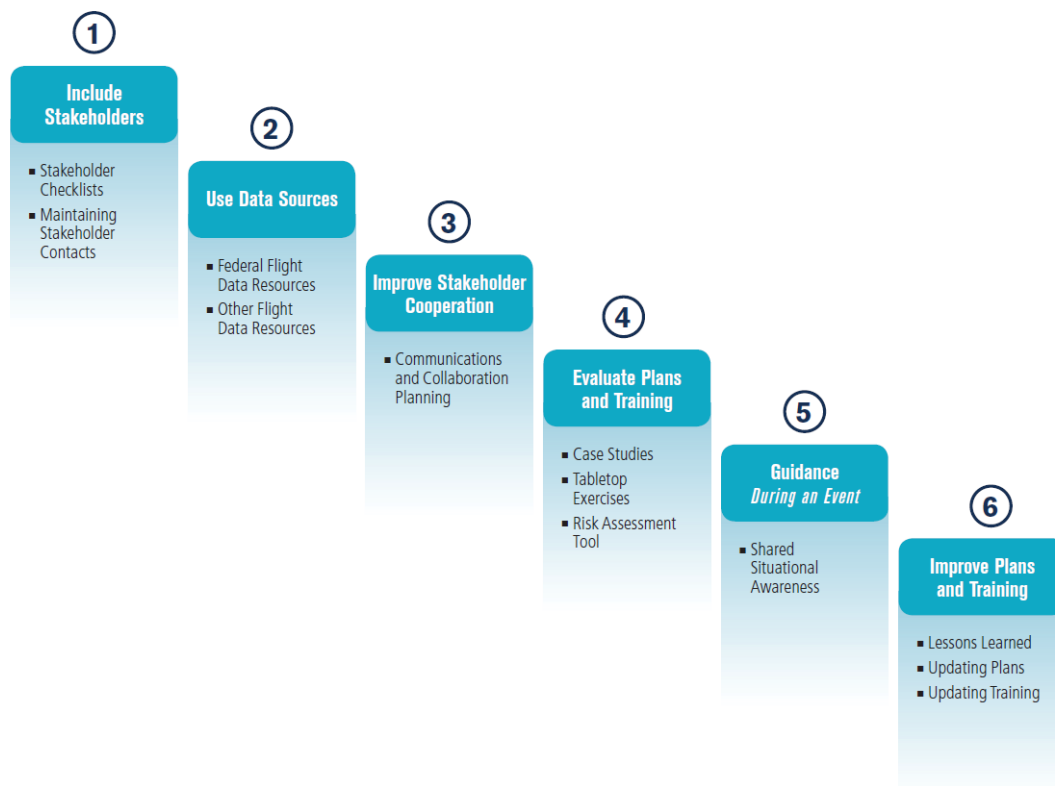 1
Include
Stakeholders
■ Stakeholder
Checklists
■ Maintaining
Stakeholder
Contacts
2
Use Data Sources
■ Federal Flight
Data Resources
■ Other Flight
Data Resources
3
Improve Stakeholder
Cooperation
■ Communications
and Collaboration
Planning
4
Evaluate Plans
and Training
■ Case Studies
■ Tabletop
Exercises
■ Risk Assessment
Tool
5
Guidance
During an Event
■ Shared
Situational
Awareness
6
Improve Plans
and Training
■ Lessons Learned
■ Updating Plans
■ Updating Training